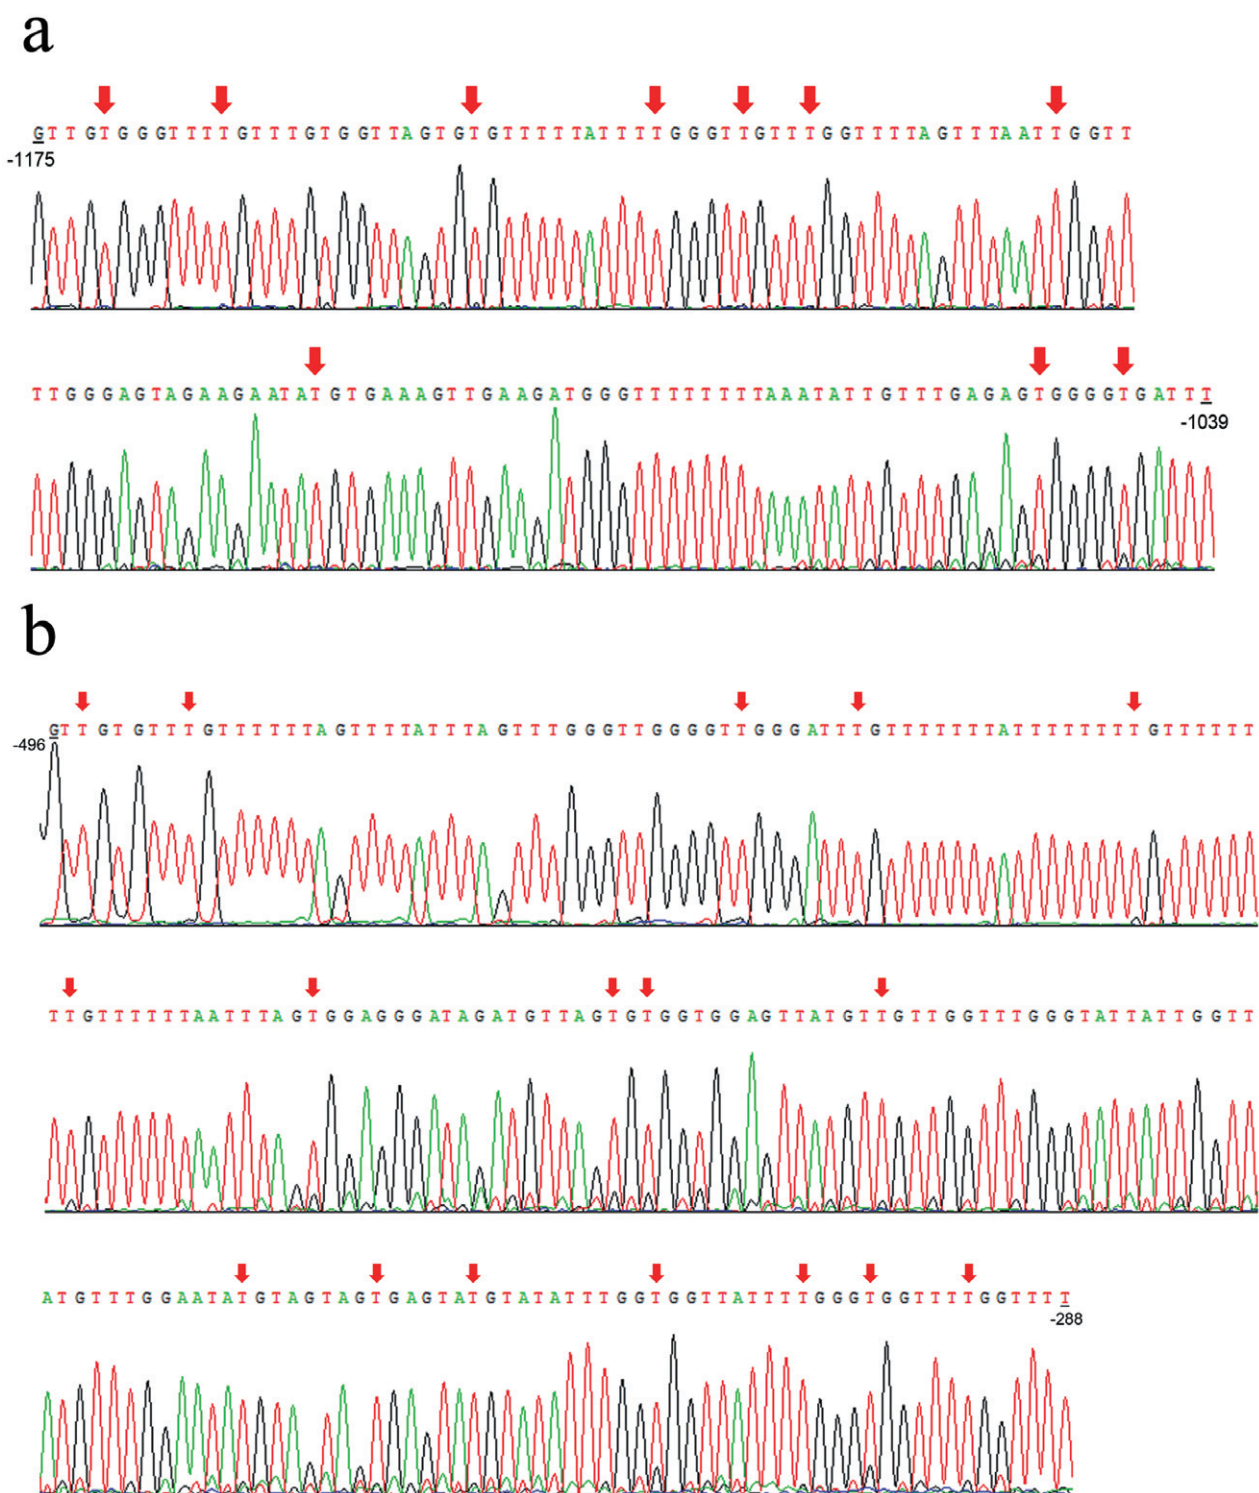 a
GTTGTGGGTTTTGTTTGTGGTTAGTGTGTTTTTATTTTGGGTTGTTTGGTTTTAGTTTAATTGGTT
-1175
TTGGGAGTAGAAGAATATGTGAAAGTTGAAGATGGGTTTTTTTTAAATATTGTTTGAGAGTGGGGTGATTT
-1039
b
GTTGTGTTTGTTTTTTAGTTTTATTTAGTTTGGGTTGGGGTTGGGATTTGTTTTTTTATTTTTTTTGTTTTTT
-496
TTGTTTTTTAATTTAGTGGAGGGATAGATGTTAGTGTGGTGGAGTTATGTTGTTGGTTTGGGTATTATTGGTT
ATGTTTGGAATATGTAGTAGTGAGTATGTATATTTGGTGGTTATTTTGGGTGGTTTTGGTTTT
-288